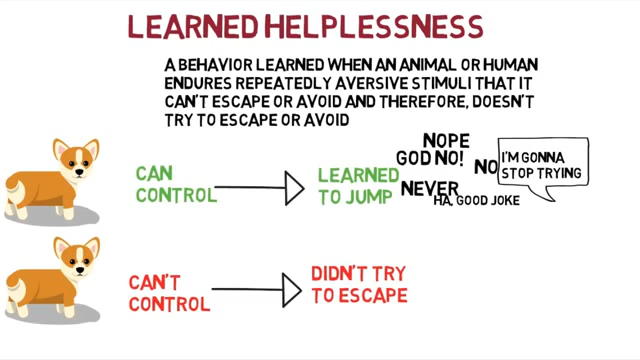 LEARNED HELPLESSNESS
A BEHAVIOR LEARNED WHEN AN ANIMAL OR HUMAN
ENDURES REPEATEDLY AVERSIVE STIMULI THAT IT
CAN'T ESCAPE OR AVOID AND THEREFORE, DOESN'T
TRY TO ESCAPE OR AVOID
CAN
CONTROL
LEARNED
TO JUMP
NOPE
GOD NO!
NO
NEVER
HA, GOOD JOKE
I'M GONNA
STOP TRYING
CAN'T
CONTROL
DIDN'T TRY
TO ESCAPE